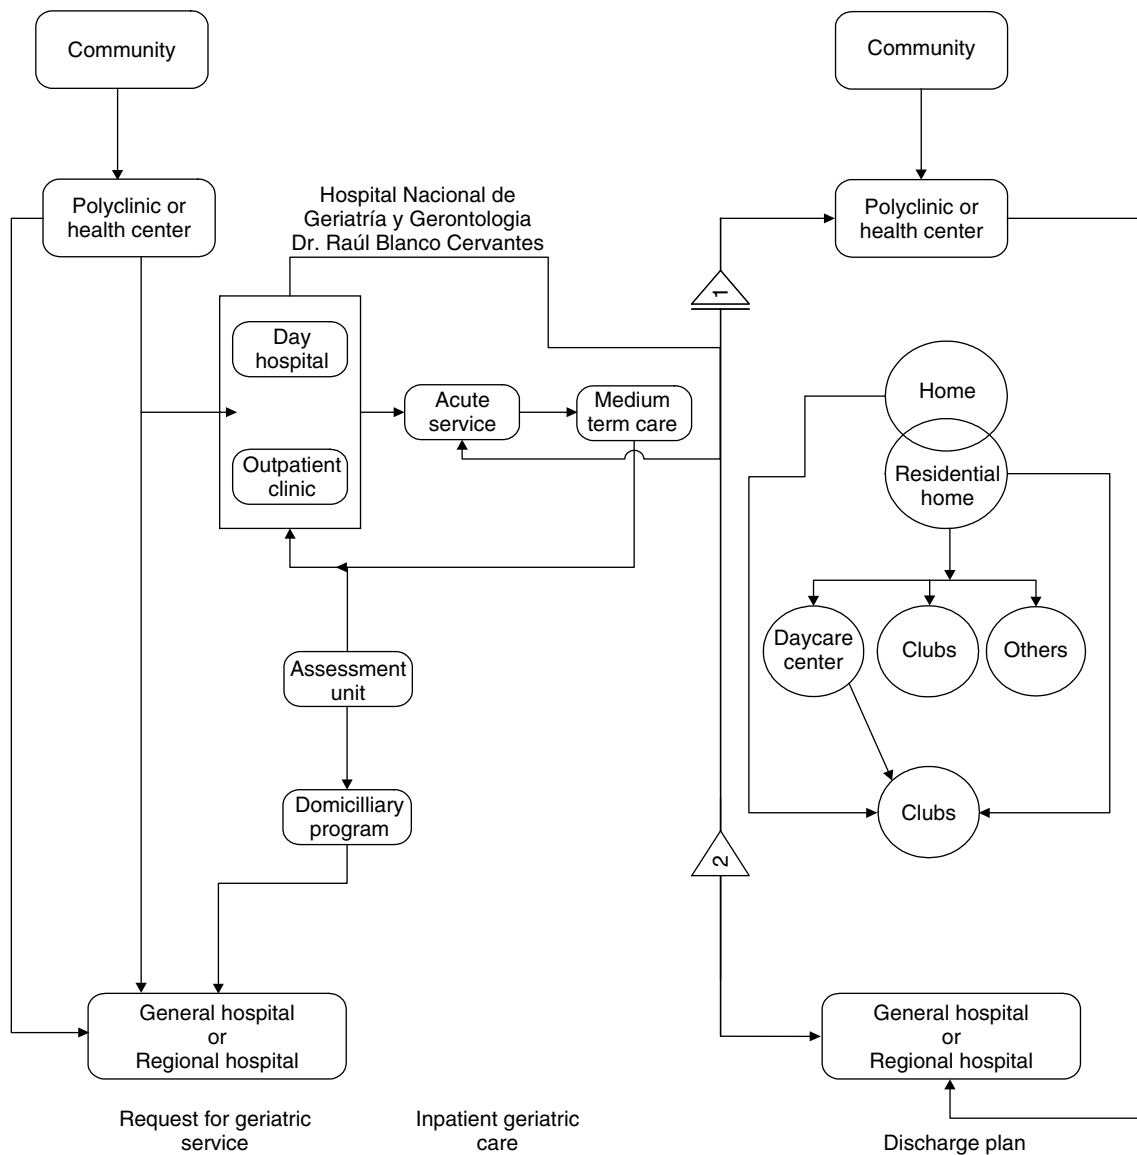 Community
Community
Polyclinic or
health center
Hospital Nacional de
Geriatría y Gerontologia
Dr. Raúl Blanco Cervantes
Polyclinic or
health center
1
Day
hospital
Outpatient
clinic
Acute
service
Medium
term care
Home
Residential
home
Daycare
center
Clubs
Others
Assessment
unit
Domicilliary
program
Clubs
2
General hospital
or
Regional hospital
General hospital
or
Regional hospital
Request for geriatric
service
Inpatient geriatric
care
Discharge plan